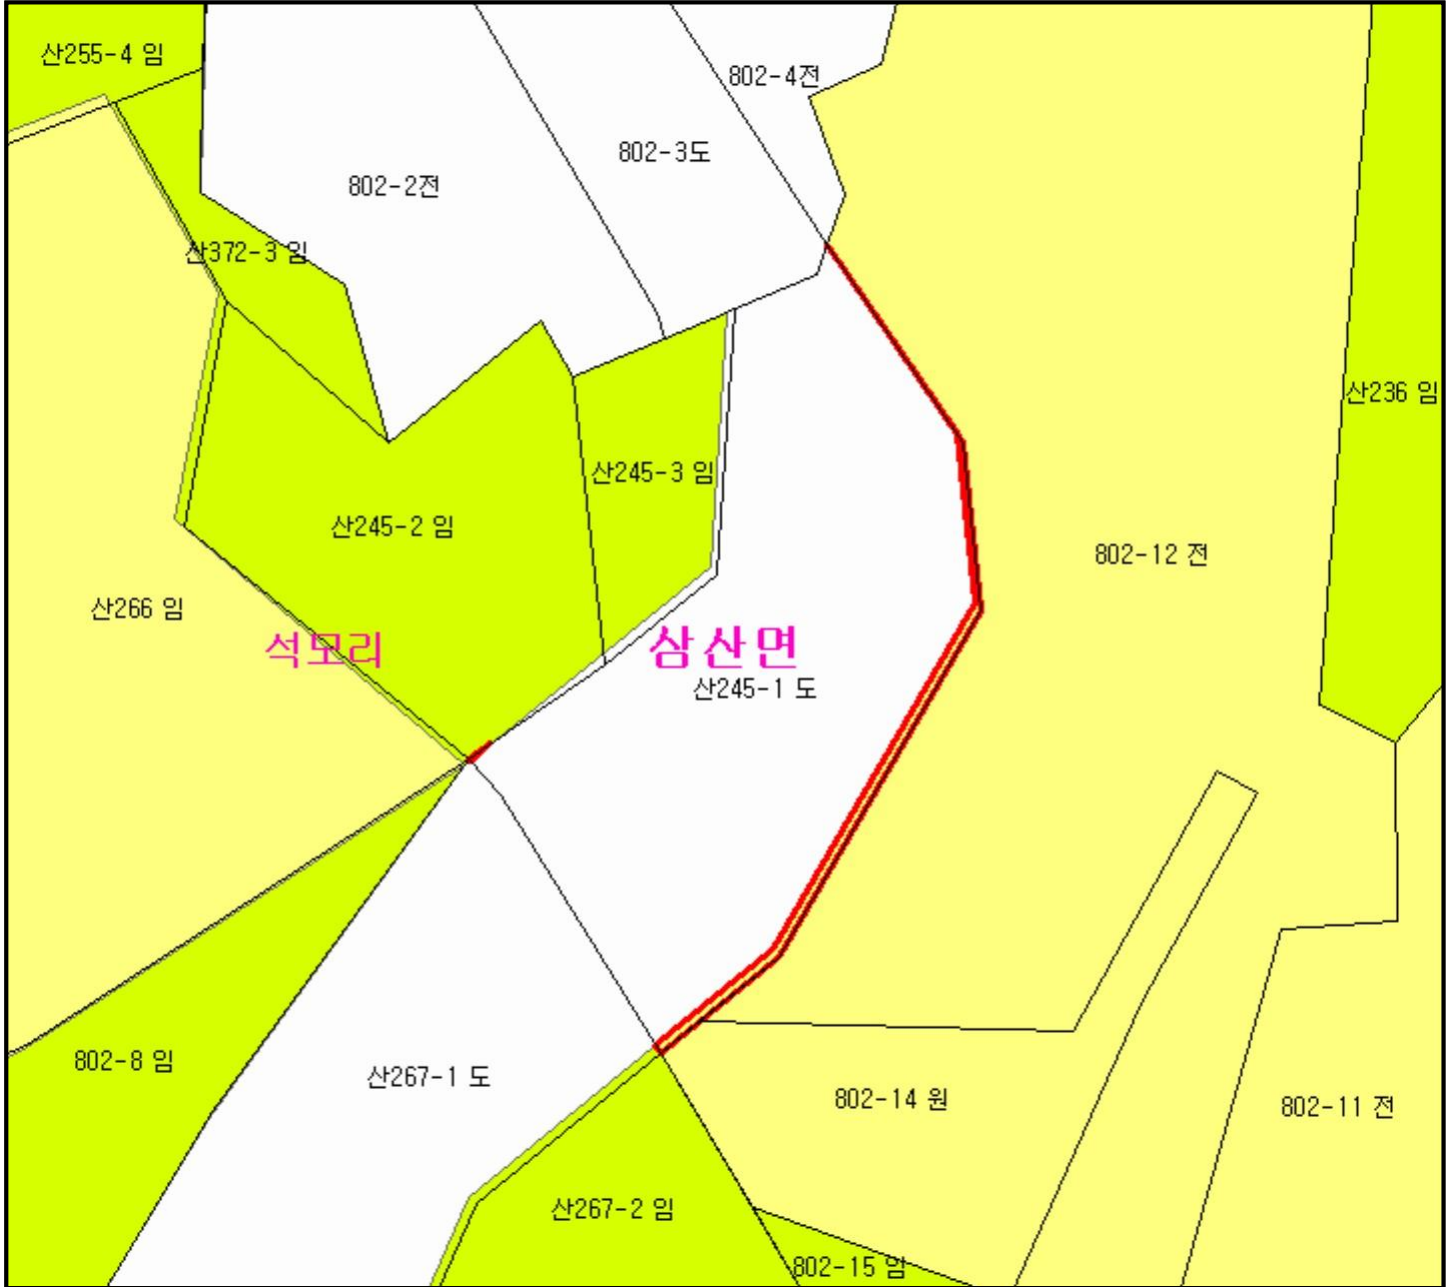 산255-4 임
802-4전
802-3도
802-2전
산372-3 임
산236 임
산245-3 임
산245-2 임
802-12 전
산266 임
석모리
삼산면
산245-1 도
802-8 임
산267-1 도
802-14 원
802-11 전
산267-2 임
802-15 임